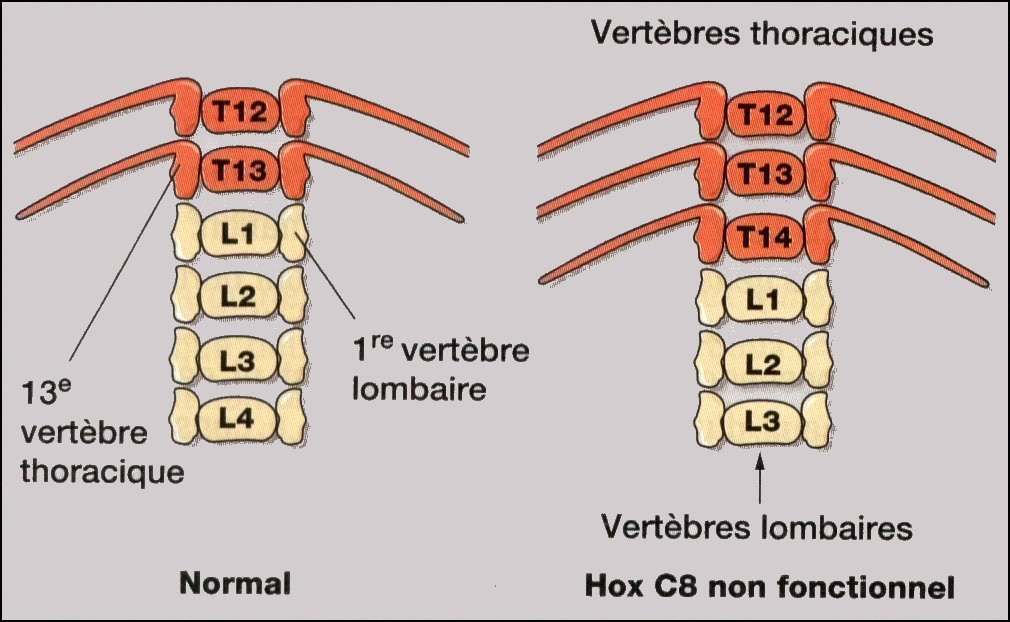 Vertèbres thoraciques
T12
T13
L1
L2
L3
L4
13e
vertèbre
thoracique
1re vertèbre
lombaire
Normal
T12
T13
T14
L1
L2
L3
Vertèbres lombaires
Hox C8 non fonctionnel